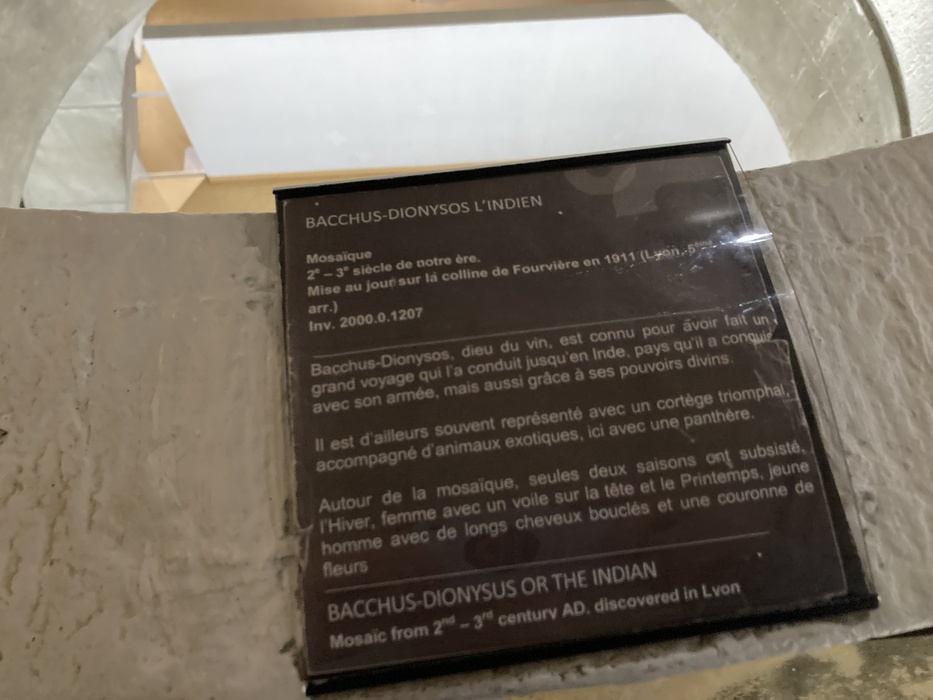 BACCHUS-DIONYSOS L'INDIEN
Mosaïque
2e – 3e siècle de notre ère.
Mise au jour sur la colline de Fourvière en 1911 (Lyon, 5ème
arr.)
Inv. 2000.0.1207
Bacchus-Dionysos, dieu du vin, est connu pour avoir fait un
grand voyage qui l'a conduit jusqu'en Inde, pays qu'il a conquis
avec son armée, mais aussi grâce à ses pouvoirs divins.
Il est d'ailleurs souvent représenté avec un cortège triomphal,
accompagné d'animaux exotiques, ici avec une panthère.
Autour de la mosaïque, seules deux saisons ont subsisté,
l'Hiver, femme avec un voile sur la tête et le Printemps, jeune
homme avec de longs cheveux bouclés et une couronne de
fleurs
BACCHUS-DIONYSUS OR THE INDIAN
Mosaïc from 2nd – 3rd century AD. discovered in Lyon